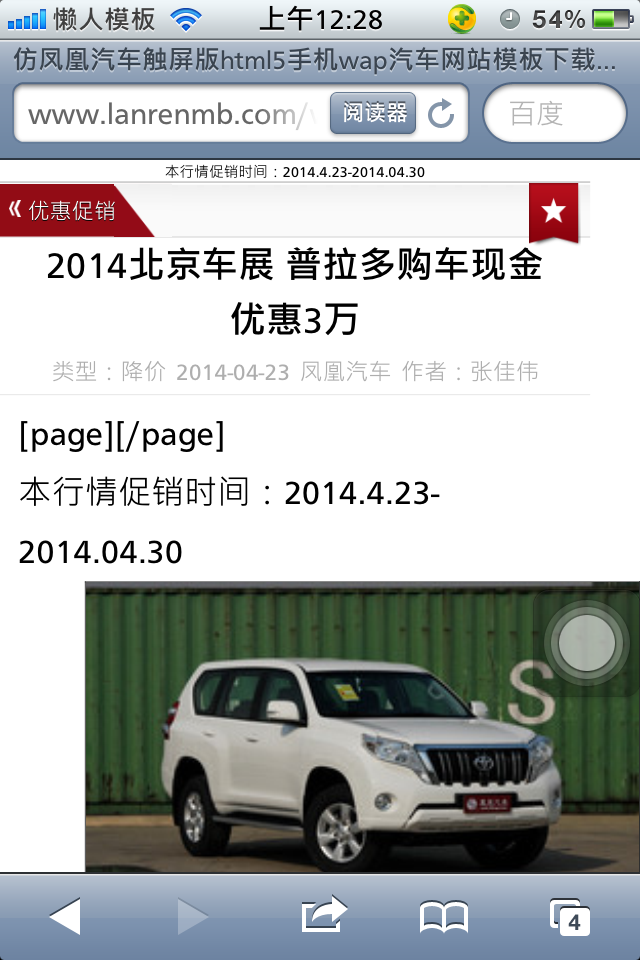 懒人模板 上午12:28 54%
仿凤凰汽车触屏版html5手机wap汽车网站模板下载...
www.lanrenmb.com/ 阅读器 百度
本行情促销时间：2014.4.23-2014.04.30
« 优惠促销
2014北京车展 普拉多购车现金
优惠3万
类型：降价 2014-04-23 凤凰汽车 作者：张佳伟
[page][/page]
本行情促销时间：2014.4.23-
2014.04.30
S
4